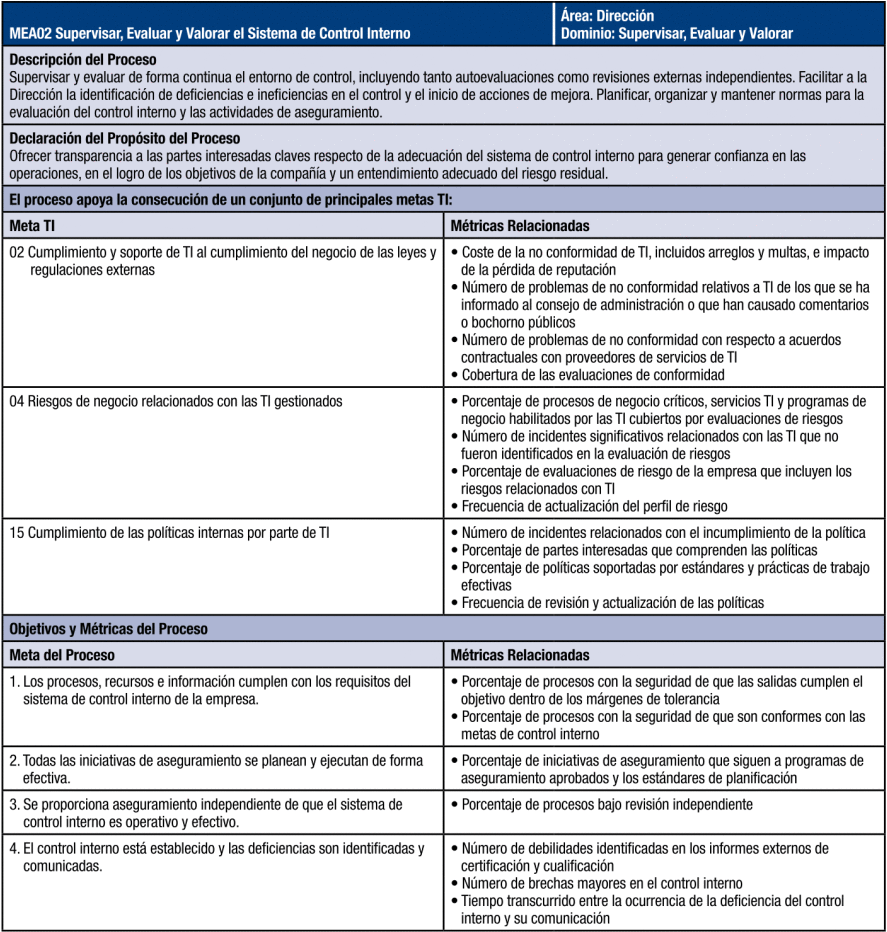 MEA02 Supervisar, Evaluar y Valorar el Sistema de Control Interno
Área: Dirección
Dominio: Supervisar, Evaluar y Valorar
Descripción del Proceso
Supervisar y evaluar de forma continua el entorno de control, incluyendo tanto autoevaluaciones como revisiones externas independientes. Facilitar a la
Dirección la identificación de deficiencias e ineficiencias en el control y el inicio de acciones de mejora. Planificar, organizar y mantener normas para la
evaluación del control interno y las actividades de aseguramiento.
Declaración del Propósito del Proceso
Ofrecer transparencia a las partes interesadas claves respecto de la adecuación del sistema de control interno para generar confianza en las
operaciones, en el logro de los objetivos de la compañía y un entendimiento adecuado del riesgo residual.
El proceso apoya la consecución de un conjunto de principales metas TI:
Meta TI
Métricas Relacionadas
02 Cumplimiento y soporte de TI al cumplimiento del negocio de las leyes y
regulaciones externas
• Coste de la no conformidad de TI, incluidos arreglos y multas, e impacto
de la pérdida de reputación
• Número de problemas de no conformidad relativos a TI de los que se ha
informado al consejo de administración o que han causado comentarios
o bochorno públicos
• Número de problemas de no conformidad con respecto a acuerdos
contractuales con proveedores de servicios de TI
• Cobertura de las evaluaciones de conformidad
04 Riesgos de negocio relacionados con las TI gestionados
• Porcentaje de procesos de negocio críticos, servicios TI y programas de
negocio habilitados por las TI cubiertos por evaluaciones de riesgos
• Número de incidentes significativos relacionados con las TI que no
fueron identificados en la evaluación de riesgos
• Porcentaje de evaluaciones de riesgo de la empresa que incluyen los
riesgos relacionados con TI
• Frecuencia de actualización del perfil de riesgo
15 Cumplimiento de las políticas internas por parte de TI
• Número de incidentes relacionados con el incumplimiento de la política
• Porcentaje de partes interesadas que comprenden las políticas
• Porcentaje de políticas soportadas por estándares y prácticas de trabajo
efectivas
• Frecuencia de revisión y actualización de las políticas
Objetivos y Métricas del Proceso
Meta del Proceso
Métricas Relacionadas
1. Los procesos, recursos e información cumplen con los requisitos del
sistema de control interno de la empresa.
• Porcentaje de procesos con la seguridad de que las salidas cumplen el
objetivo dentro de los márgenes de tolerancia
• Porcentaje de procesos con la seguridad de que son conformes con las
metas de control interno
2. Todas las iniciativas de aseguramiento se planean y ejecutan de forma
efectiva.
• Porcentaje de iniciativas de aseguramiento que siguen a programas de
aseguramiento aprobados y los estándares de planificación
3. Se proporciona aseguramiento independiente de que el sistema de
control interno es operativo y efectivo.
• Porcentaje de procesos bajo revisión independiente
4. El control interno está establecido y las deficiencias son identificadas y
comunicadas.
• Número de debilidades identificadas en los informes externos de
certificación y cualificación
• Número de brechas mayores en el control interno
• Tiempo transcurrido entre la ocurrencia de la deficiencia del control
interno y su comunicación